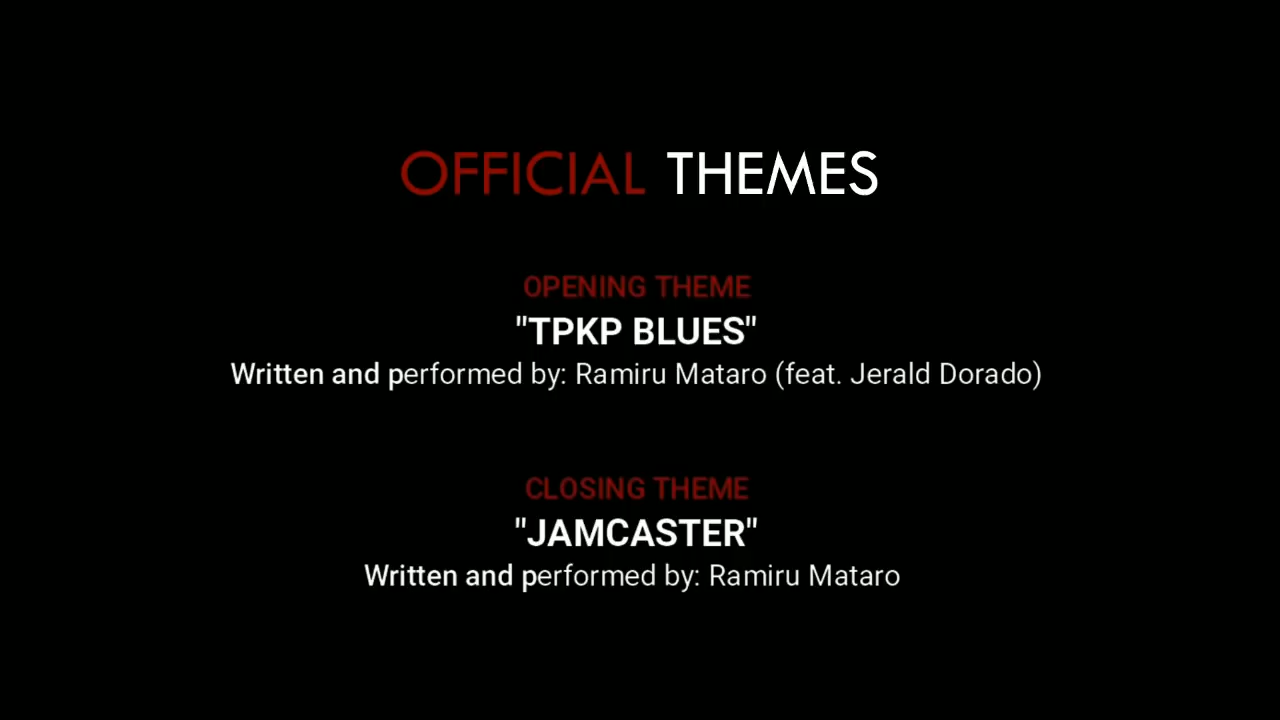 OFFICIAL THEMES
OPENING THEME
"TPKP BLUES"
Written and performed by: Ramiru Mataro (feat. Jerald Dorado)
CLOSING THEME
"JAMCASTER"
Written and performed by: Ramiru Mataro